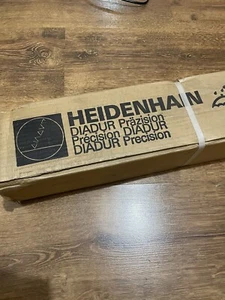 HEIDENHAIN
DIADUR Präzision
Précision DIADUR
DIADUR Precision